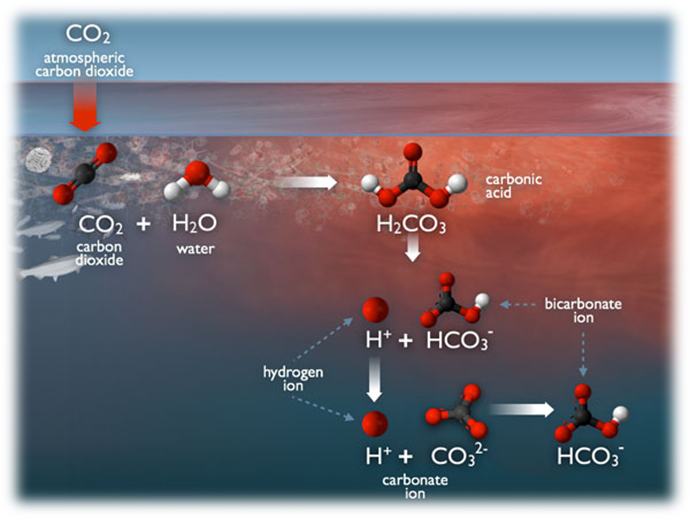 CO₂
atmospheric
carbon dioxide
CO₂ + H₂O
carbon
dioxide
water
H₂CO₃
carbonic
acid
H⁺ + HCO₃⁻
bicarbonate
ion
hydrogen
ion
H⁺ + CO₃²⁻
carbonate
ion
HCO₃⁻